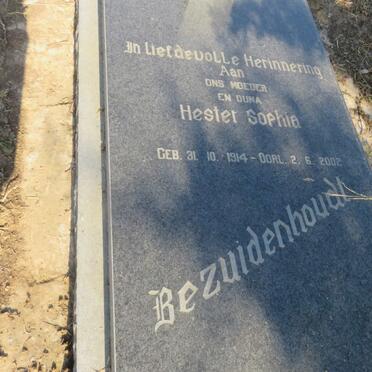 In Liefdevolle Herinnering
Aan
ONS MOEDER
EN OUMA
Hester Sophia
GEB. 31. 10. 1914 - OORL. 2. 6. 2002
Bezuidenhoudt